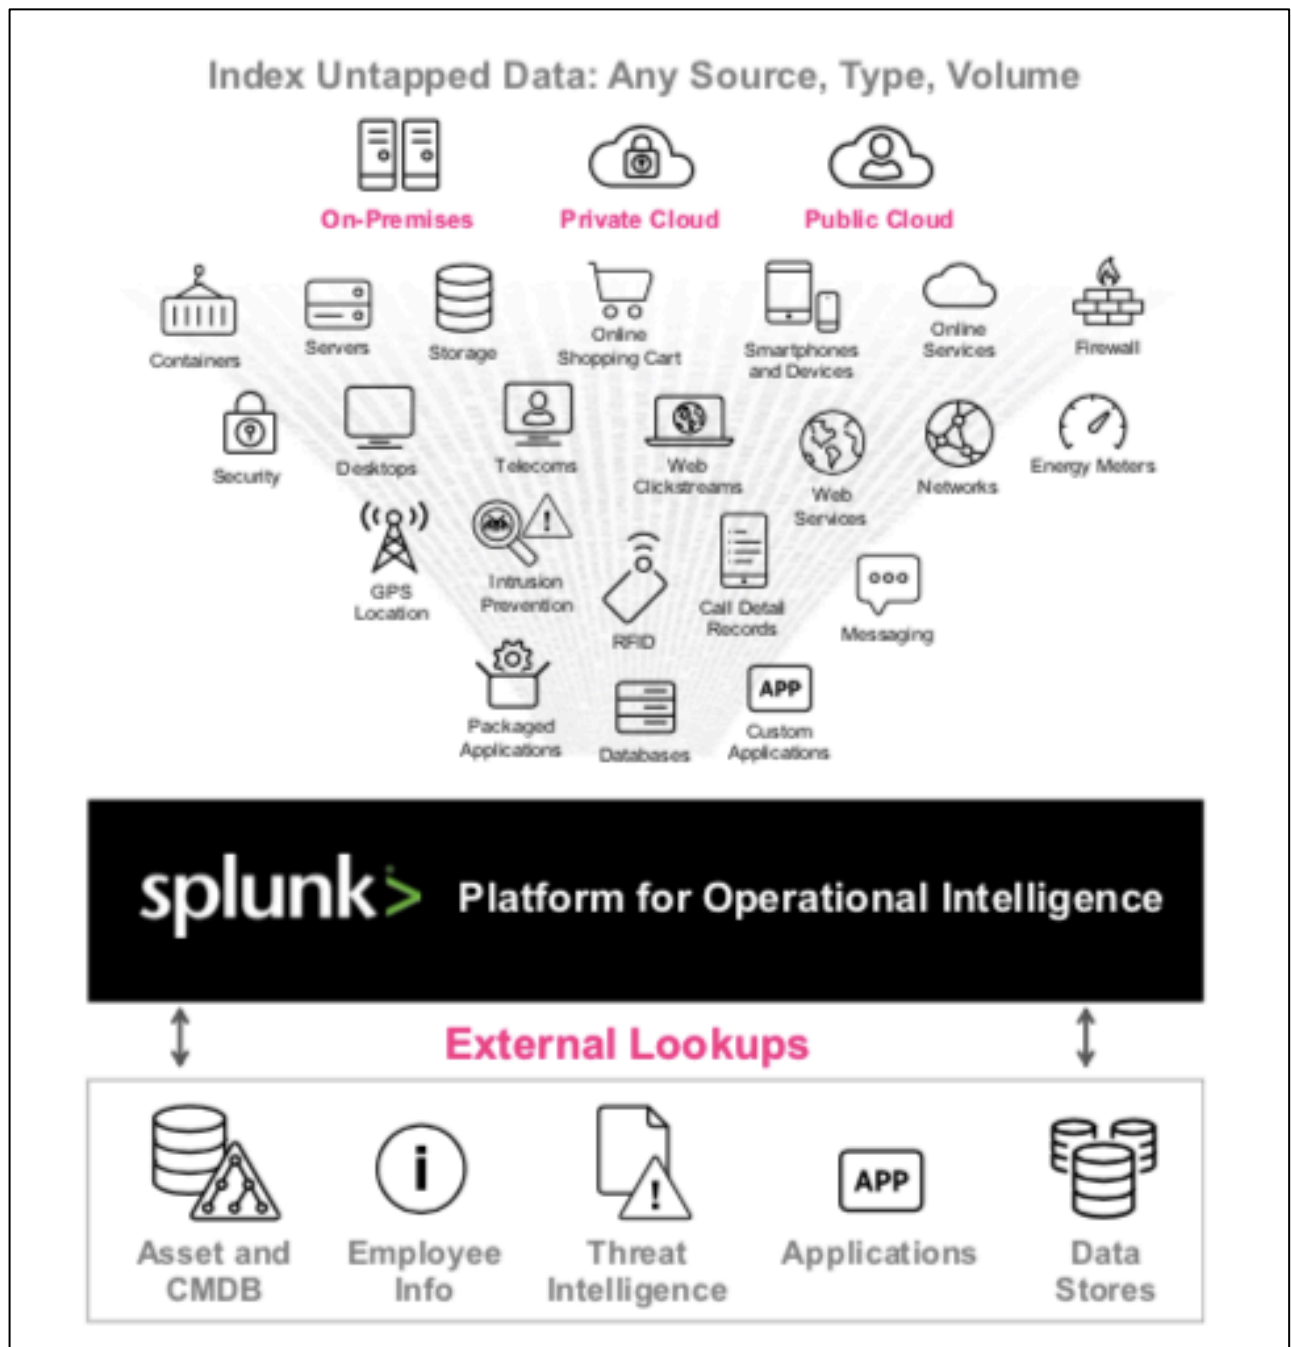 Index Untapped Data: Any Source, Type, Volume
On-Premises
Private Cloud
Public Cloud
Containers
Servers
Storage
Online
Shopping Cart
Smartphones
and Devices
Online
Services
Firewall
Security
Desktops
Telecoms
Web
Clickstreams
Web
Services
Networks
Energy Meters
GPS
Location
Intrusion
Prevention
RFID
Call Detail
Records
Messaging
Packaged
Applications
Databases
APP
Custom
Applications
splunk> Platform for Operational Intelligence
External Lookups
Asset and
CMDB
i
Employee
Info
!
Threat
Intelligence
APP
Applications
Data
Stores